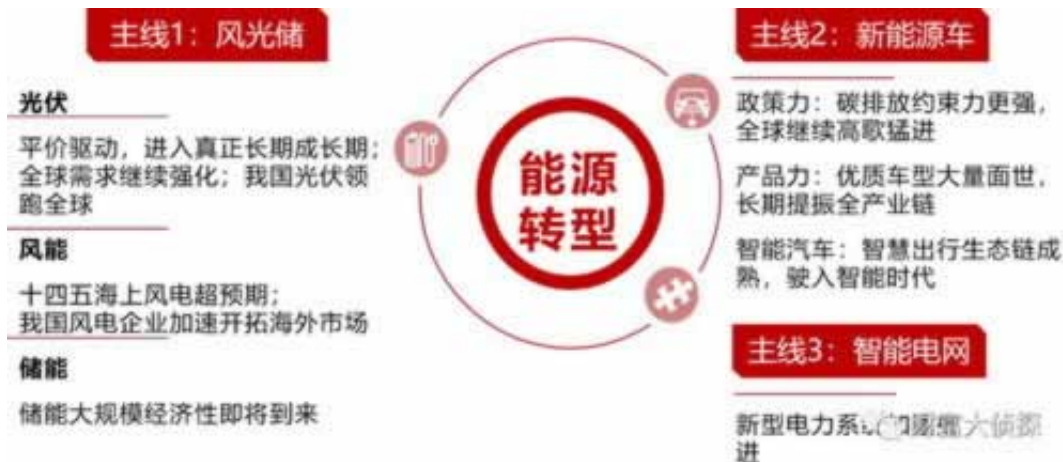 主线1：风光储
光伏
平价驱动，进入真正长期成长期；
全球需求继续强化；我国光伏领
跑全球
风能
十四五海上风电超预期；
我国风电企业加速开拓海外市场
储能
储能大规模经济性即将到来
能源
转型
主线2：新能源车
政策力：碳排放约束力更强，
全球继续高歌猛进
产品力：优质车型大量面世，
长期提振全产业链
智能汽车：智慧出行生态链成
熟，驶入智能时代
主线3：智能电网
新型电力系
进
大侦探